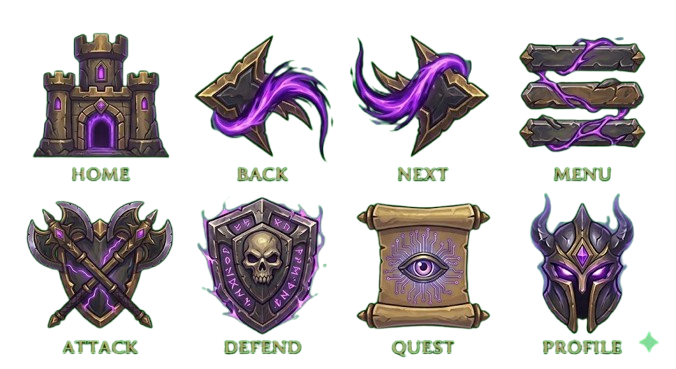 HOME
BACK
NEXT
MENU
ATTACK
DEFEND
QUEST
PROFILE